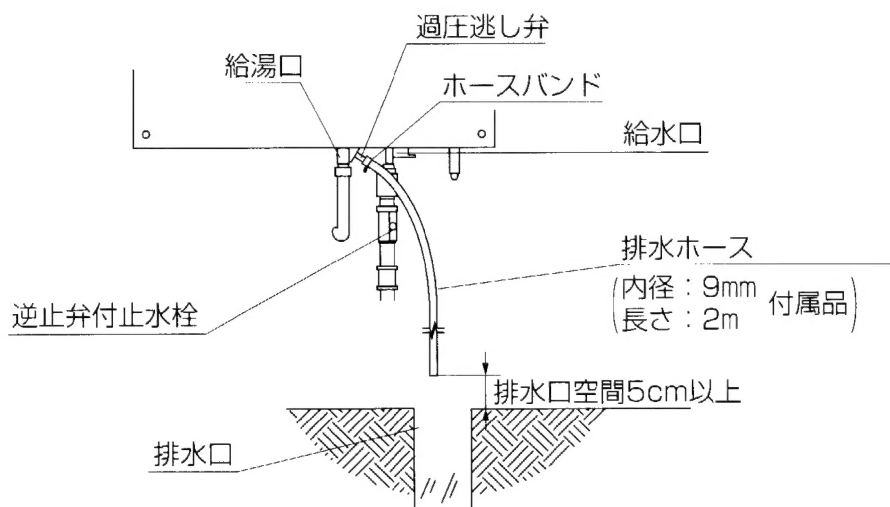 過圧逃し弁
給湯口
ホースバンド
給水口
排水ホース
内径：9mm
長さ：2m
付属品
逆止弁付止水栓
排水口空間5cm以上
排水口